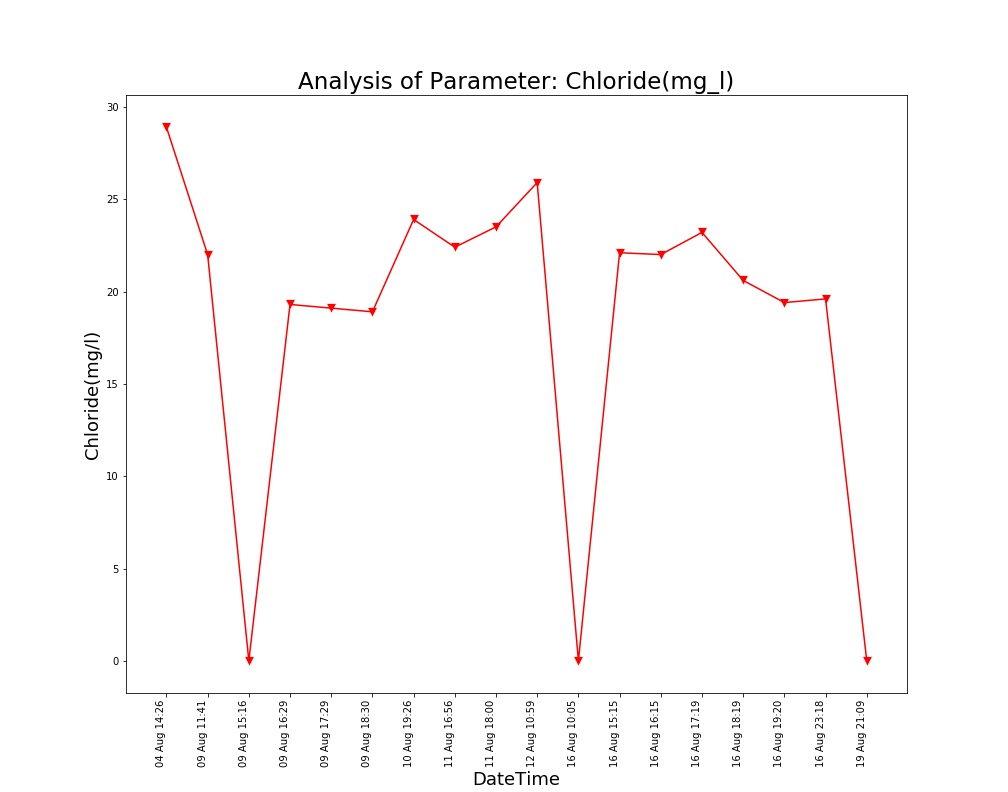 Analysis of Parameter: Chloride(mg_l)
30
25
20
15
10
5
0
Chloride(mg/l)
04 Aug 14:26
09 Aug 11:41
09 Aug 15:16
09 Aug 16:29
09 Aug 17:29
09 Aug 18:30
10 Aug 19:26
11 Aug 16:56
11 Aug 18:00
12 Aug 10:59
16 Aug 10:05
16 Aug 15:15
16 Aug 16:15
16 Aug 17:19
16 Aug 18:19
16 Aug 19:20
16 Aug 23:18
19 Aug 21:09
DateTime